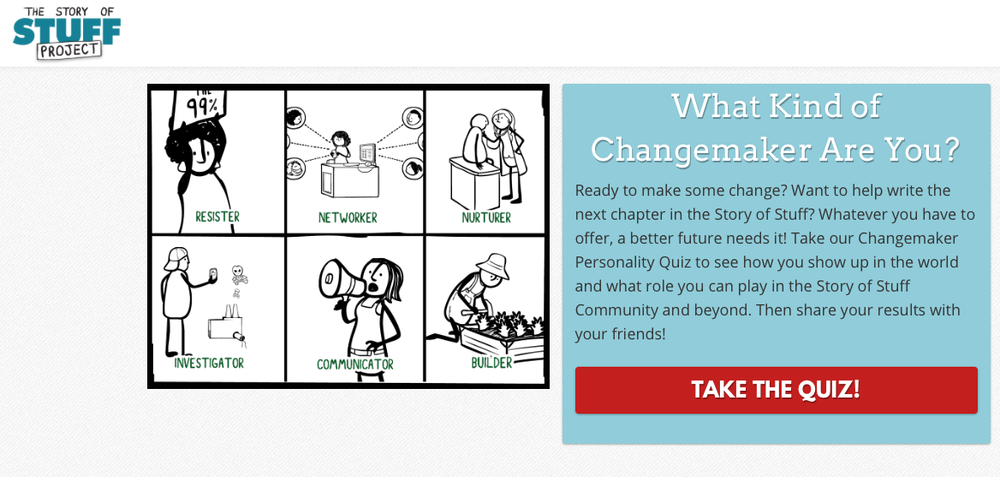 THE STORY OF
STUFF
PROJECT
THE
99%
RESISTER
NETWORKER
NURTURER
INVESTIGATOR
COMMUNICATOR
BUILDER
What Kind of
Changemaker Are You?
Ready to make some change? Want to help write the
next chapter in the Story of Stuff? Whatever you have to
offer, a better future needs it! Take our Changemaker
Personality Quiz to see how you show up in the world
and what role you can play in the Story of Stuff
Community and beyond. Then share your results with
your friends!
TAKE THE QUIZ!